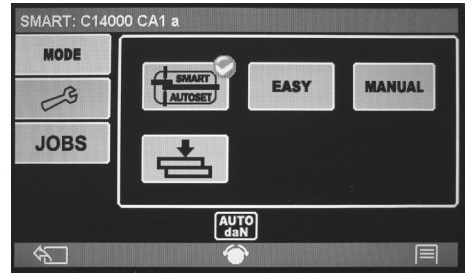 SMART: C14000 CA1 a
MODE
SMART
AUTOSET
EASY
MANUAL
JOBS
AUTO
daN